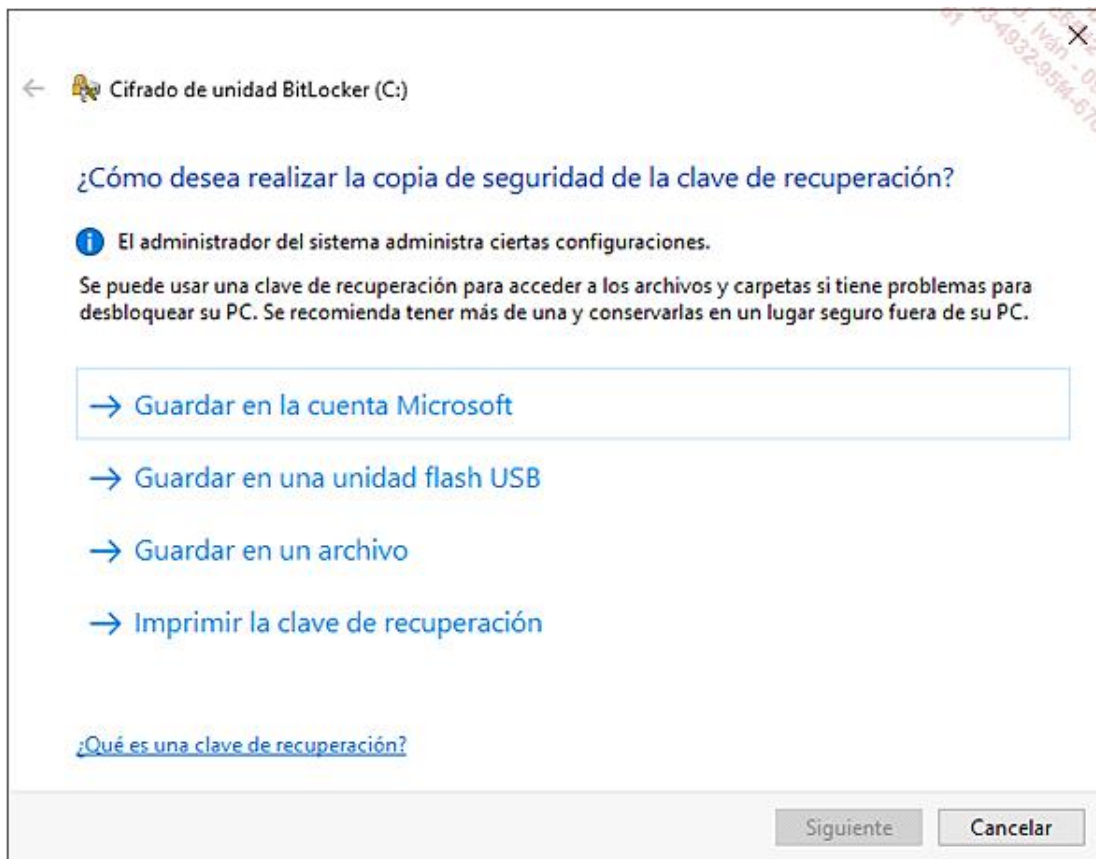 Cifrado de unidad BitLocker (C:)
¿Cómo desea realizar la copia de seguridad de la clave de recuperación?
El administrador del sistema administra ciertas configuraciones.
Se puede usar una clave de recuperación para acceder a los archivos y carpetas si tiene problemas para
desbloquear su PC. Se recomienda tener más de una y conservarlas en un lugar seguro fuera de su PC.
→ Guardar en la cuenta Microsoft
→ Guardar en una unidad flash USB
→ Guardar en un archivo
→ Imprimir la clave de recuperación
¿Qué es una clave de recuperación?
Siguiente Cancelar